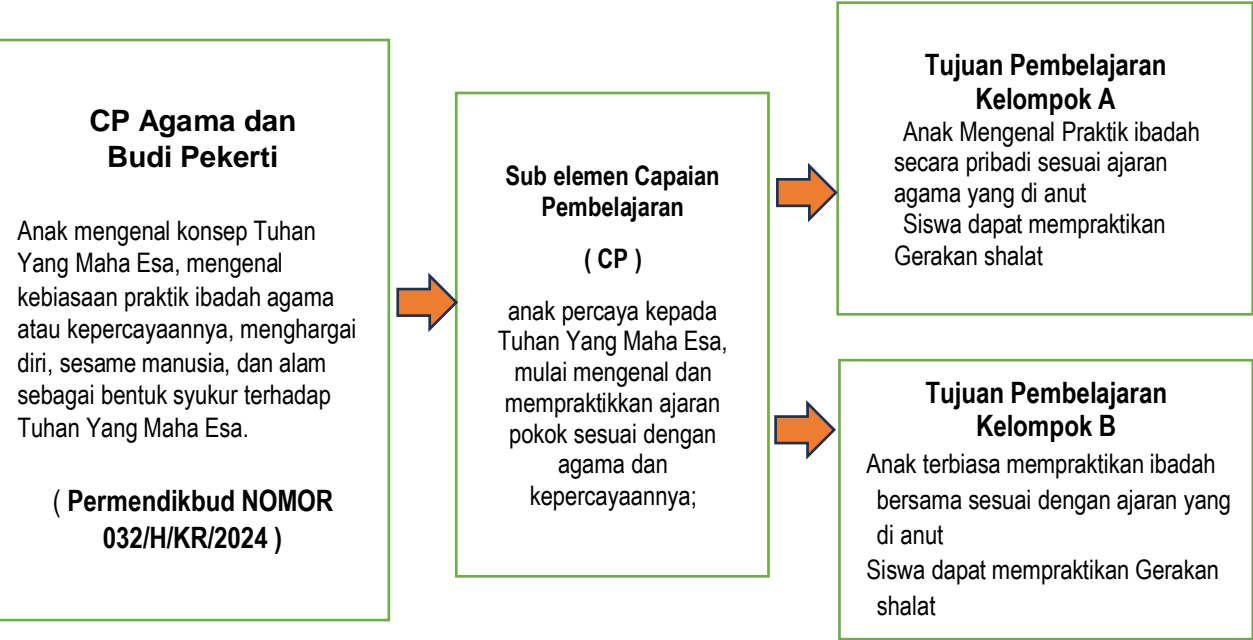 CP Agama dan
Budi Pekerti
Anak mengenal konsep Tuhan
Yang Maha Esa, mengenal
kebiasaan praktik ibadah agama
atau kepercayaannya, menghargai
diri, sesame manusia, dan alam
sebagai bentuk syukur terhadap
Tuhan Yang Maha Esa.
( Permendikbud NOMOR
032/H/KR/2024 )
Sub elemen Capaian
Pembelajaran
( CP )
anak percaya kepada
Tuhan Yang Maha Esa,
mulai mengenal dan
mempraktikkan ajaran
pokok sesuai dengan
agama dan
kepercayaannya;
Tujuan Pembelajaran
Kelompok A
Anak Mengenal Praktik ibadah
secara pribadi sesuai ajaran
agama yang di anut
Siswa dapat mempraktikan
Gerakan shalat
Tujuan Pembelajaran
Kelompok B
Anak terbiasa mempraktikan ibadah
bersama sesuai dengan ajaran yang
di anut
Siswa dapat mempraktikan Gerakan
shalat